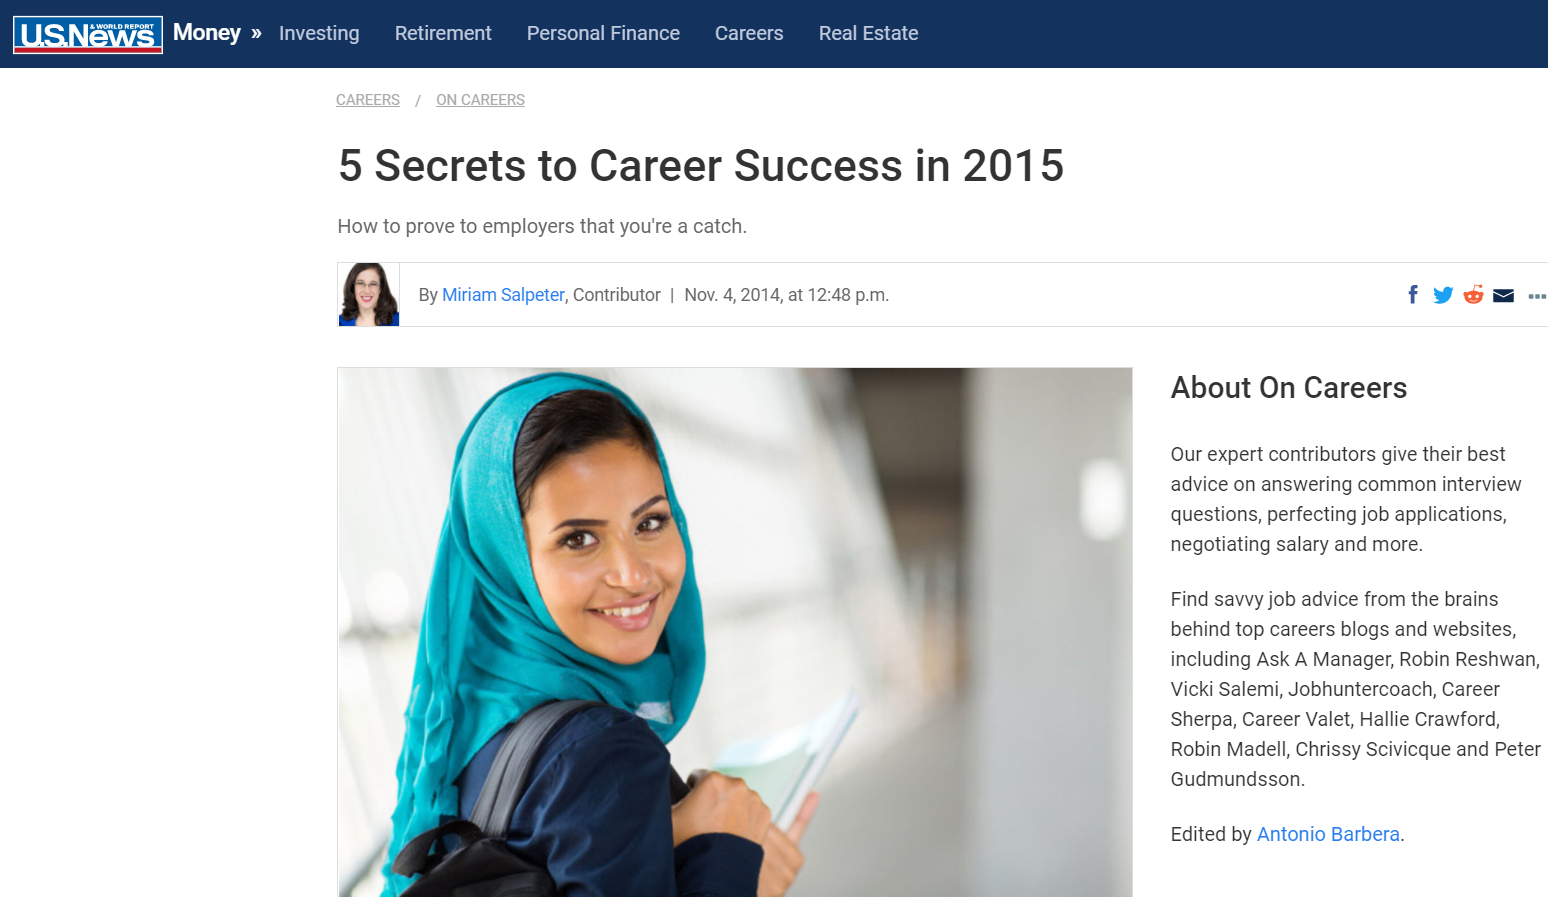 U.S.News
& WORLD REPORT
Money »
Investing
Retirement
Personal Finance
Careers
Real Estate
CAREERS / ON CAREERS
5 Secrets to Career Success in 2015
How to prove to employers that you're a catch.
By Miriam Salpeter, Contributor | Nov. 4, 2014, at 12:48 p.m.
About On Careers
Our expert contributors give their best
advice on answering common interview
questions, perfecting job applications,
negotiating salary and more.
Find savvy job advice from the brains
behind top careers blogs and websites,
including Ask A Manager, Robin Reshwan,
Vicki Salemi, Jobhuntercoach, Career
Sherpa, Career Valet, Hallie Crawford,
Robin Madell, Chrissy Scivicque and Peter
Gudmundsson.
Edited by Antonio Barbera.